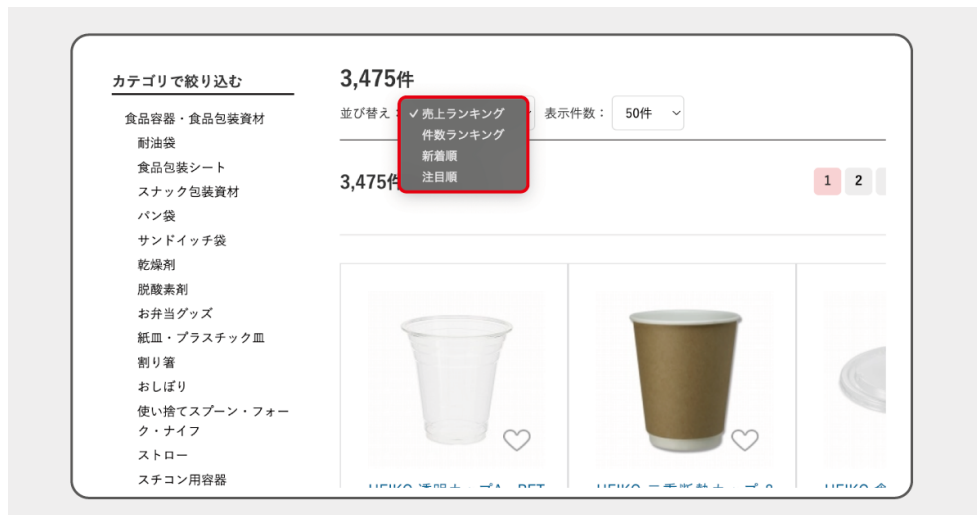 カテゴリで絞り込む
食品容器・食品包装資材
耐油袋
食品包装シート
スナック包装資材
パン袋
サンドイッチ袋
乾燥剤
脱酸素剤
お弁当グッズ
紙皿・プラスチック皿
割り箸
おしぼり
使い捨てスプーン・フォー
ク・ナイフ
ストロー
スチコン用容器
3,475件
並び替え：
✓ 売上ランキング
件数ランキング
新着順
注目順
表示件数： 50件
3,475件
1 2